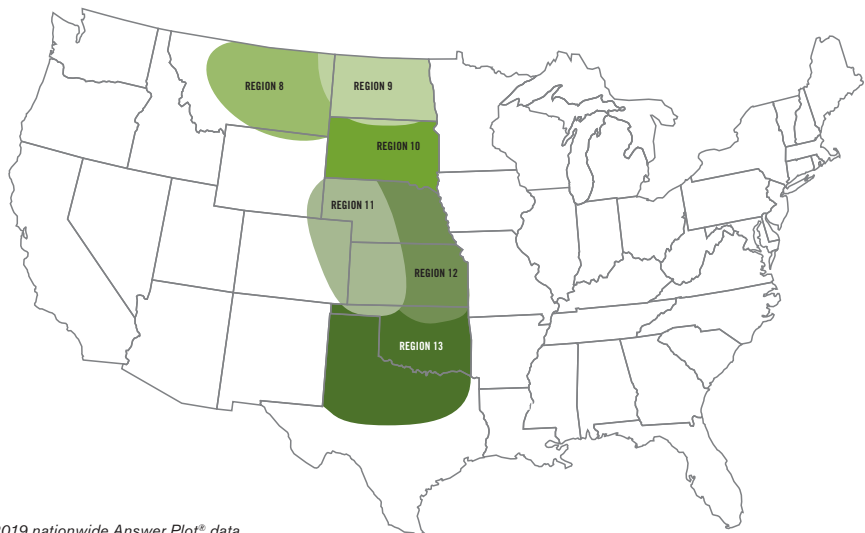 REGION 8
REGION 9
REGION 10
REGION 11
REGION 12
REGION 13
nationwide Answer Plot® data